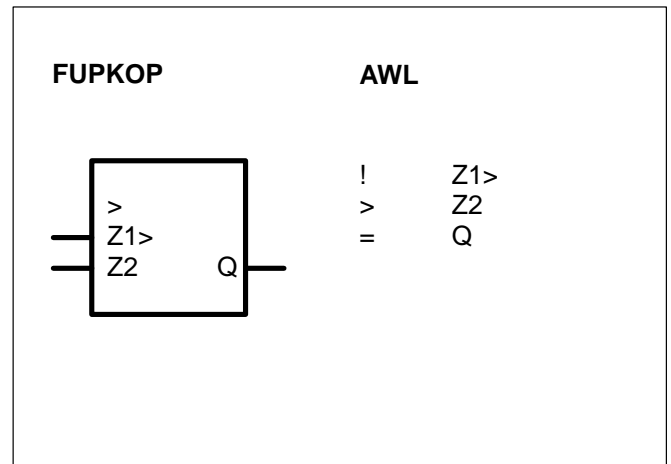 FUPKOP AWL
>
Z1>
Z2 Q
! Z1>
> Z2
= Q